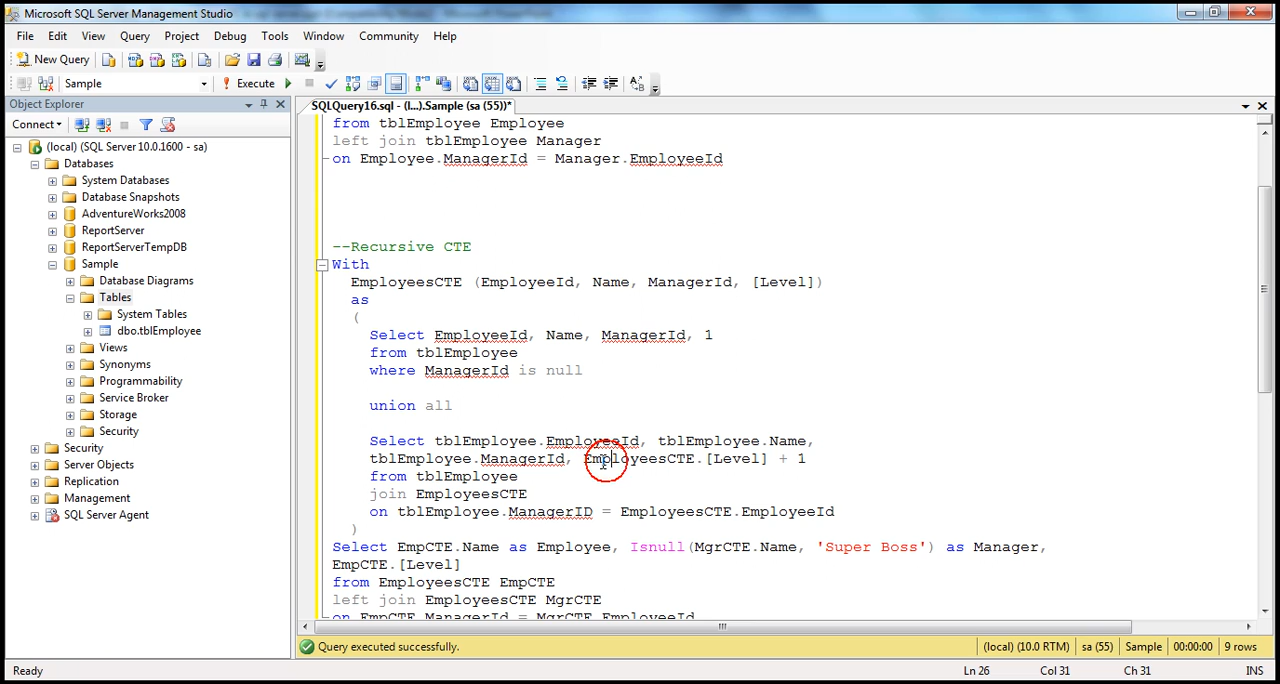 Microsoft SQL Server Management Studio
File Edit View Query Project Debug Tools Window Community Help
New Query
Sample Execute
Object Explorer
SQLQuery16.sql - (l...).Sample (sa (55))*
Connect
from tblEmployee Employee
left join tblEmployee Manager
on Employee.ManagerId = Manager.EmployeeId
(local) (SQL Server 10.0.1600 - sa)
Databases
System Databases
Database Snapshots
AdventureWorks2008
ReportServer
ReportServerTempDB
Sample
Database Diagrams
Tables
System Tables
dbo.tblEmployee
Views
Synonyms
Programmability
Service Broker
Storage
Security
Security
Server Objects
Replication
Management
SQL Server Agent
--Recursive CTE
With
EmployeesCTE (EmployeeId, Name, ManagerId, [Level])
as
(
Select EmployeeId, Name, ManagerId, 1
from tblEmployee
where ManagerId is null
union all
Select tblEmployee.EmployeeId, tblEmployee.Name,
tblEmployee.ManagerId, EmployeesCTE.[Level] + 1
from tblEmployee
join EmployeesCTE
on tblEmployee.ManagerID = EmployeesCTE.EmployeeId
)
Select EmpCTE.Name as Employee, Isnull(MgrCTE.Name, 'Super Boss') as Manager,
EmpCTE.[Level]
from EmployeesCTE EmpCTE
left join EmployeesCTE MgrCTE
on EmpCTE.ManagerId = MgrCTE.EmployeeId
Query executed successfully. (local) (10.0 RTM) sa (55) Sample 00:00:00 9 rows
Ready Ln 26 Col 31 Ch 31 INS